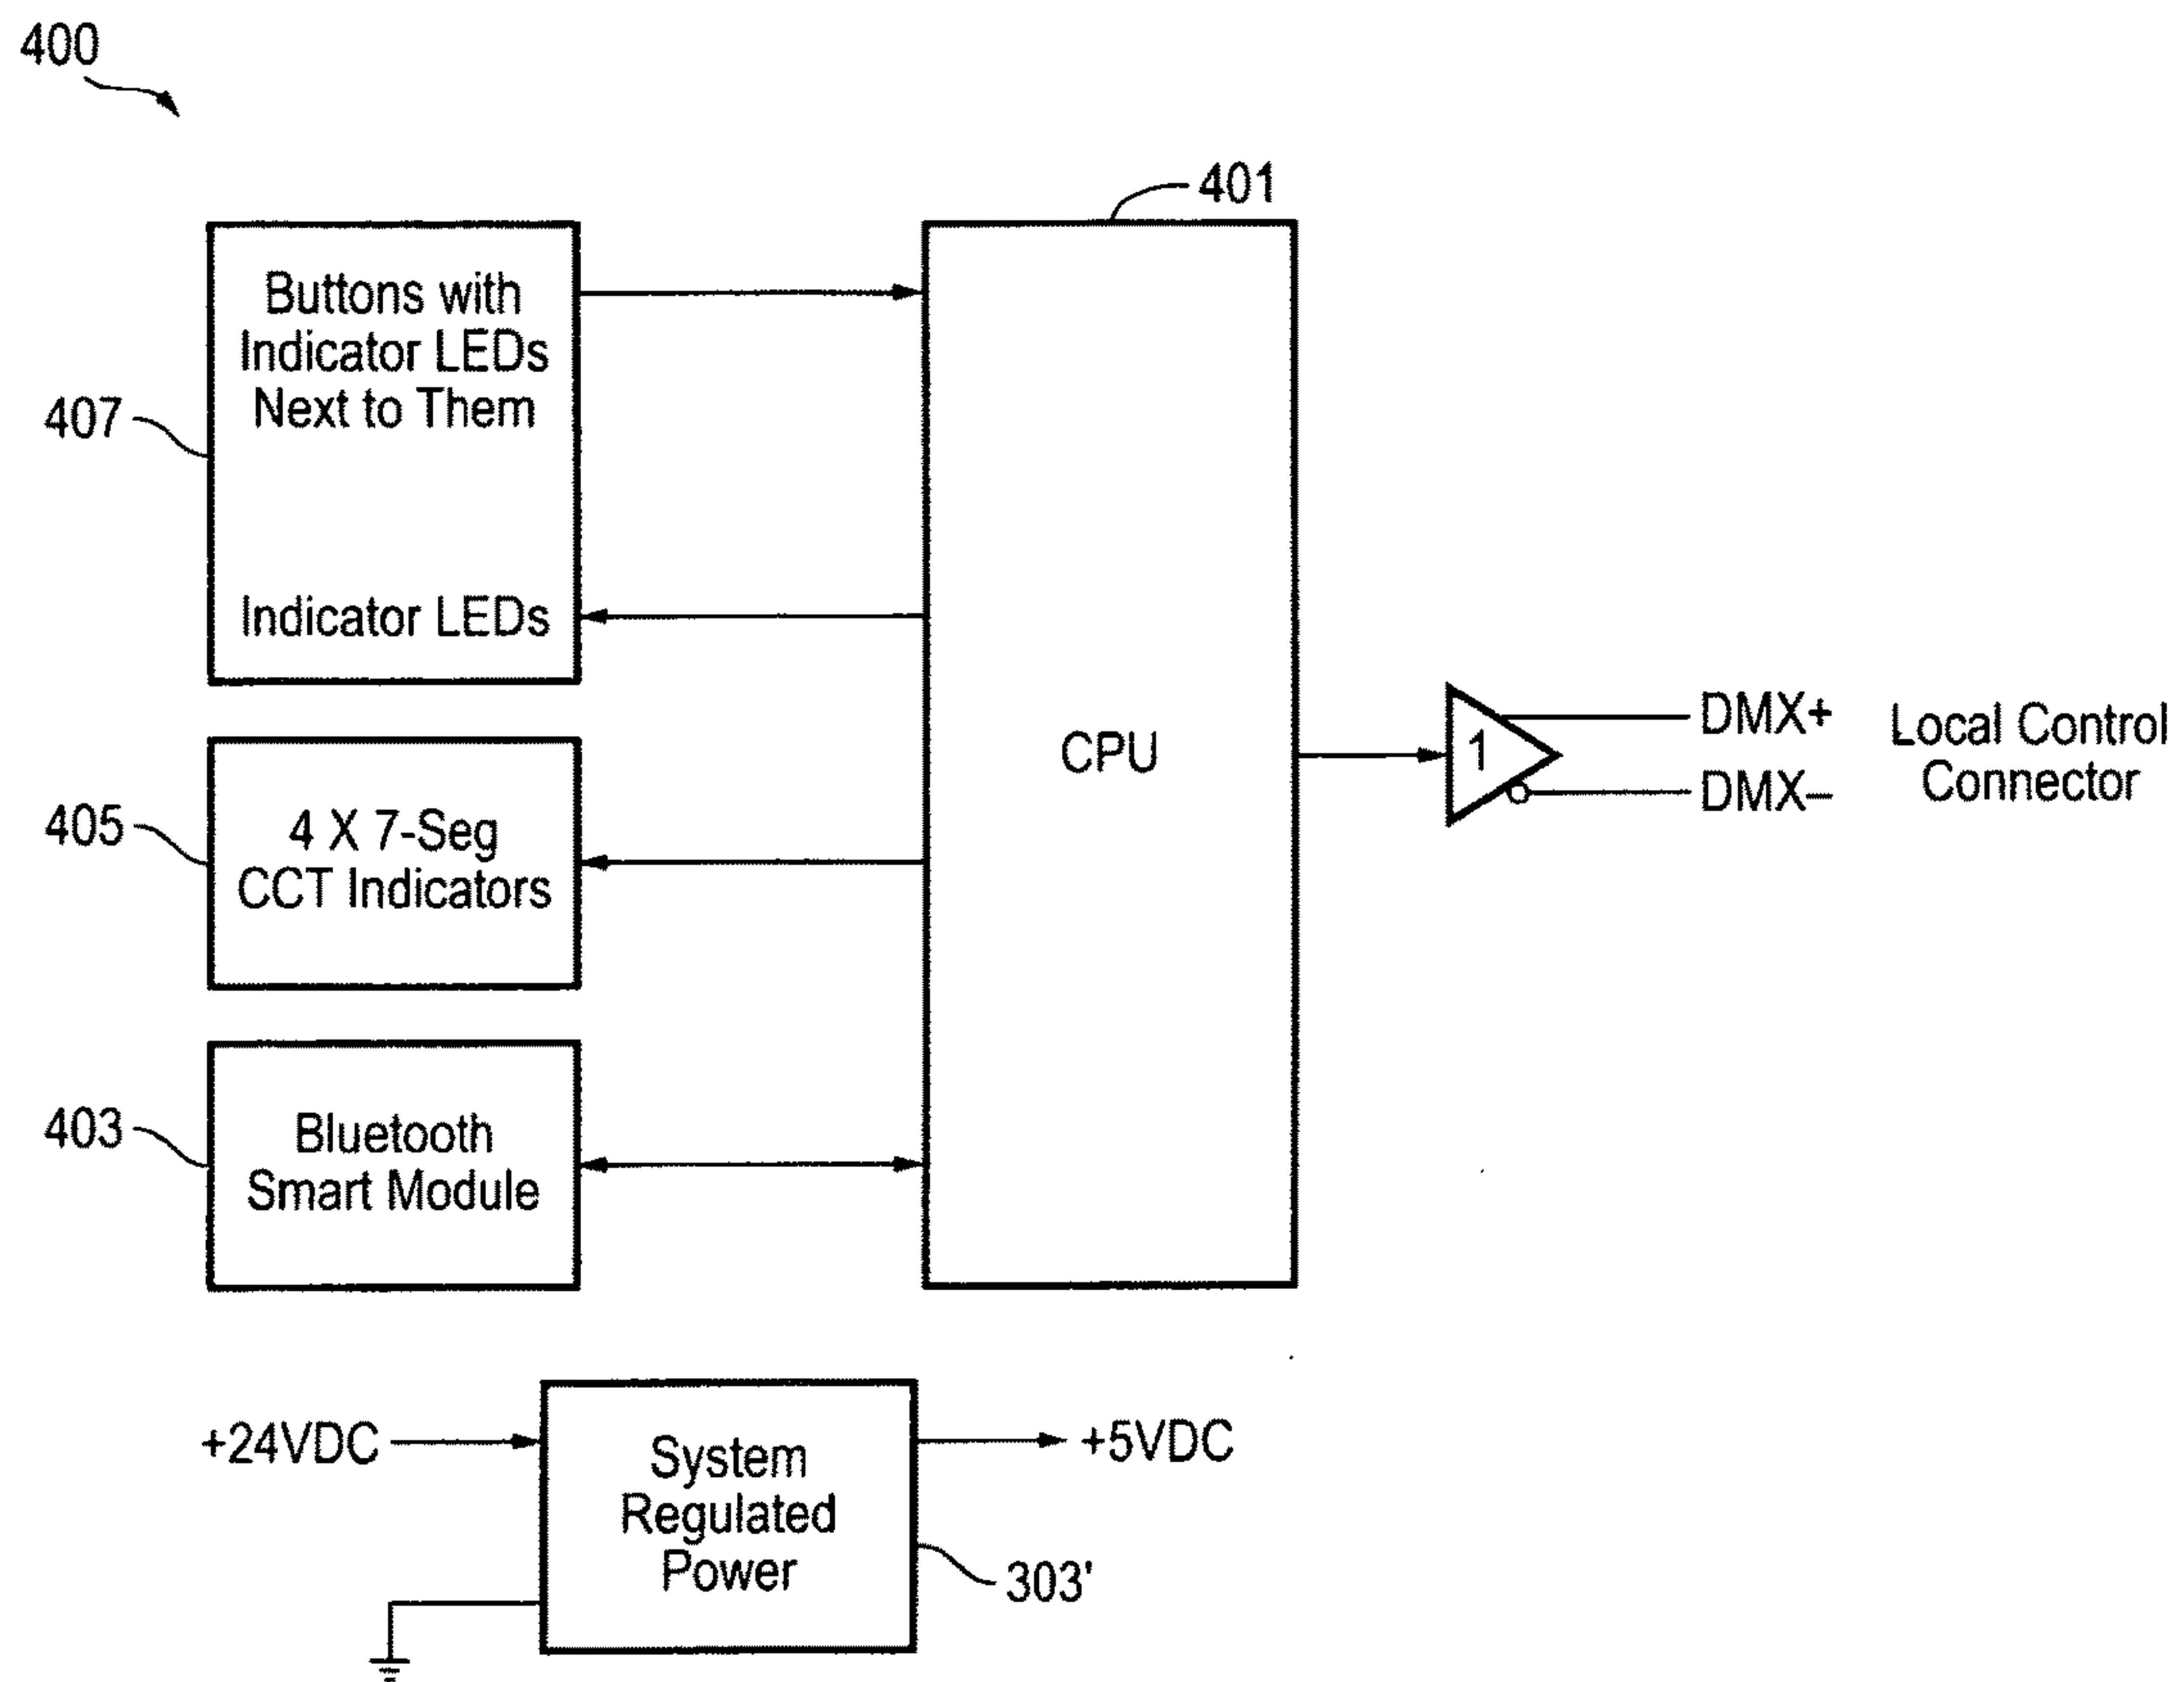 400
401
Buttons with
Indicator LEDs
Next to Them
407
Indicator LEDs
CPU
1
DMX+
DMX–
Local Control
Connector
405
4 X 7-Seg
CCT Indicators
403
Bluetooth
Smart Module
+24VDC
System
Regulated
Power
+5VDC
303'